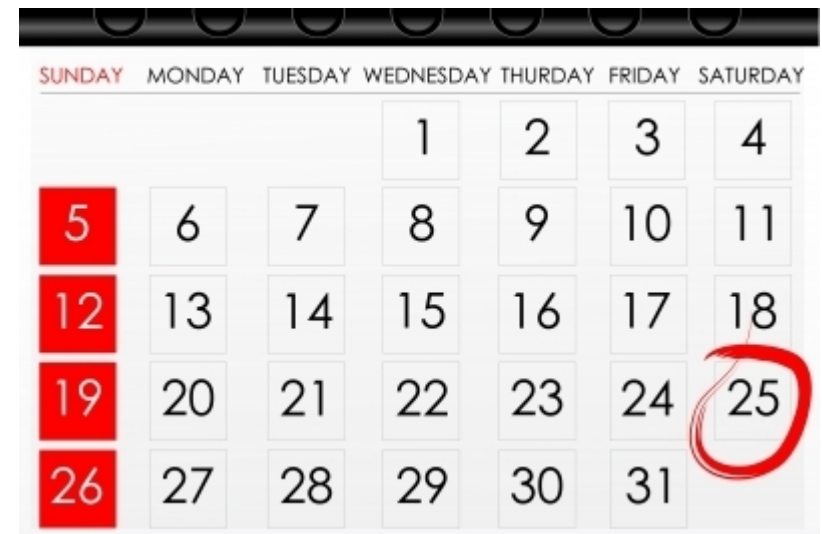 SUNDAY MONDAY TUESDAY WEDNESDAY THURDAY FRIDAY SATURDAY
1 2 3 4
5 6 7 8 9 10 11
12 13 14 15 16 17 18
19 20 21 22 23 24 25
26 27 28 29 30 31